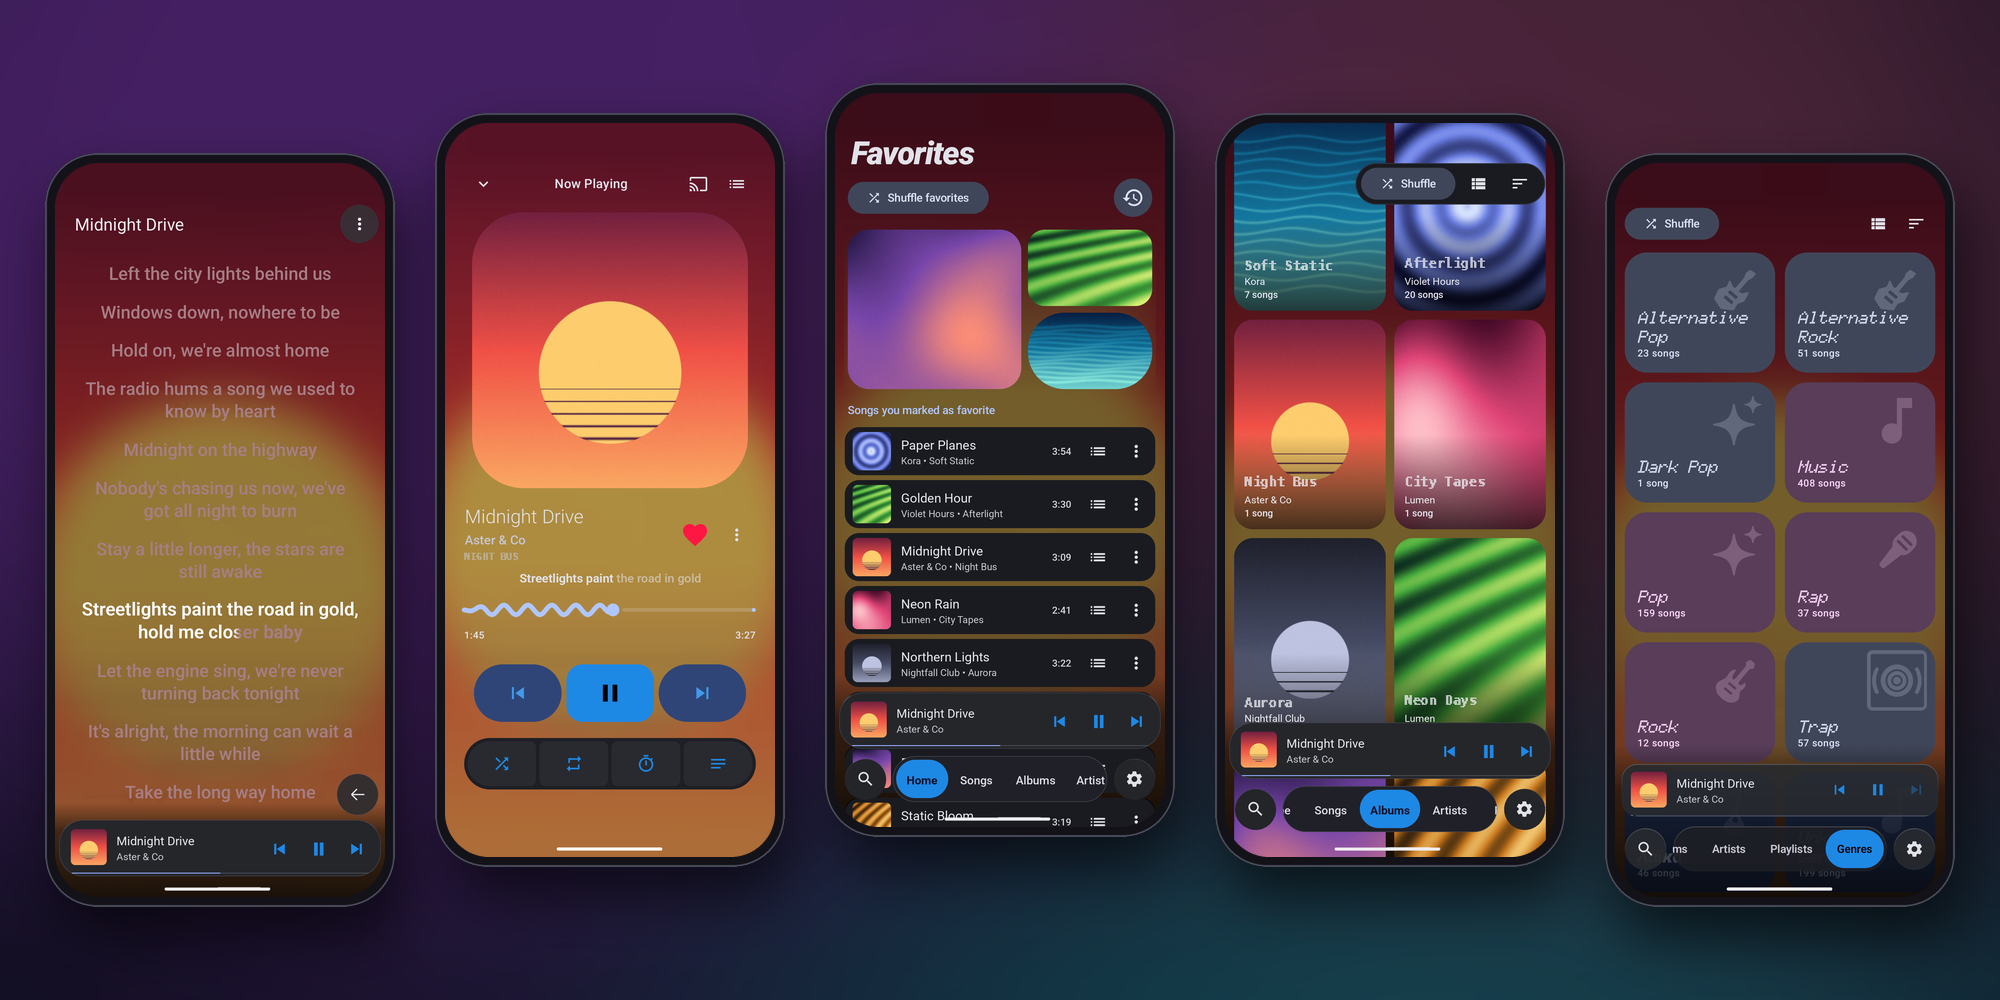 Midnight Drive
Left the city lights behind us
Windows down, nowhere to be
Hold on, we're almost home
The radio hums a song we used to
know by heart
Midnight on the highway
Nobody's chasing us now, we've
got all night to burn
Stay a little longer, the stars are
still awake
Streetlights paint the road in gold,
hold me closer baby
Let the engine sing, we're never
turning back tonight
It's alright, the morning can wait a
little while
Take the long way home
Midnight Drive
Aster & Co
Now Playing
Midnight Drive
Aster & Co
NIGHT BUS
Streetlights paint the road in gold
1:45
3:27
Favorites
Shuffle favorites
Songs you marked as favorite
Paper Planes
Kora • Soft Static
3:54
Golden Hour
Violet Hours • Afterlight
3:30
Midnight Drive
Aster & Co • Night Bus
3:09
Neon Rain
Lumen • City Tapes
2:41
Northern Lights
Nightfall Club • Aurora
3:22
Midnight Drive
Aster & Co
Home
Songs
Albums
Artist
Static Bloom
3:19
Shuffle
Soft Static
Kora
7 songs
Afterlight
Violet Hours
20 songs
Night Bus
Aster & Co
1 song
City Tapes
Lumen
1 song
Aurora
Nightfall Club
Neon Days
Lumen
Midnight Drive
Aster & Co
Songs
Albums
Artists
Shuffle
Alternative
Pop
23 songs
Alternative
Rock
51 songs
Dark Pop
1 song
Music
408 songs
Pop
159 songs
Rap
37 songs
Rock
12 songs
Trap
57 songs
Midnight Drive
Aster & Co
ms
Artists
Playlists
Genres
46 songs
199 songs